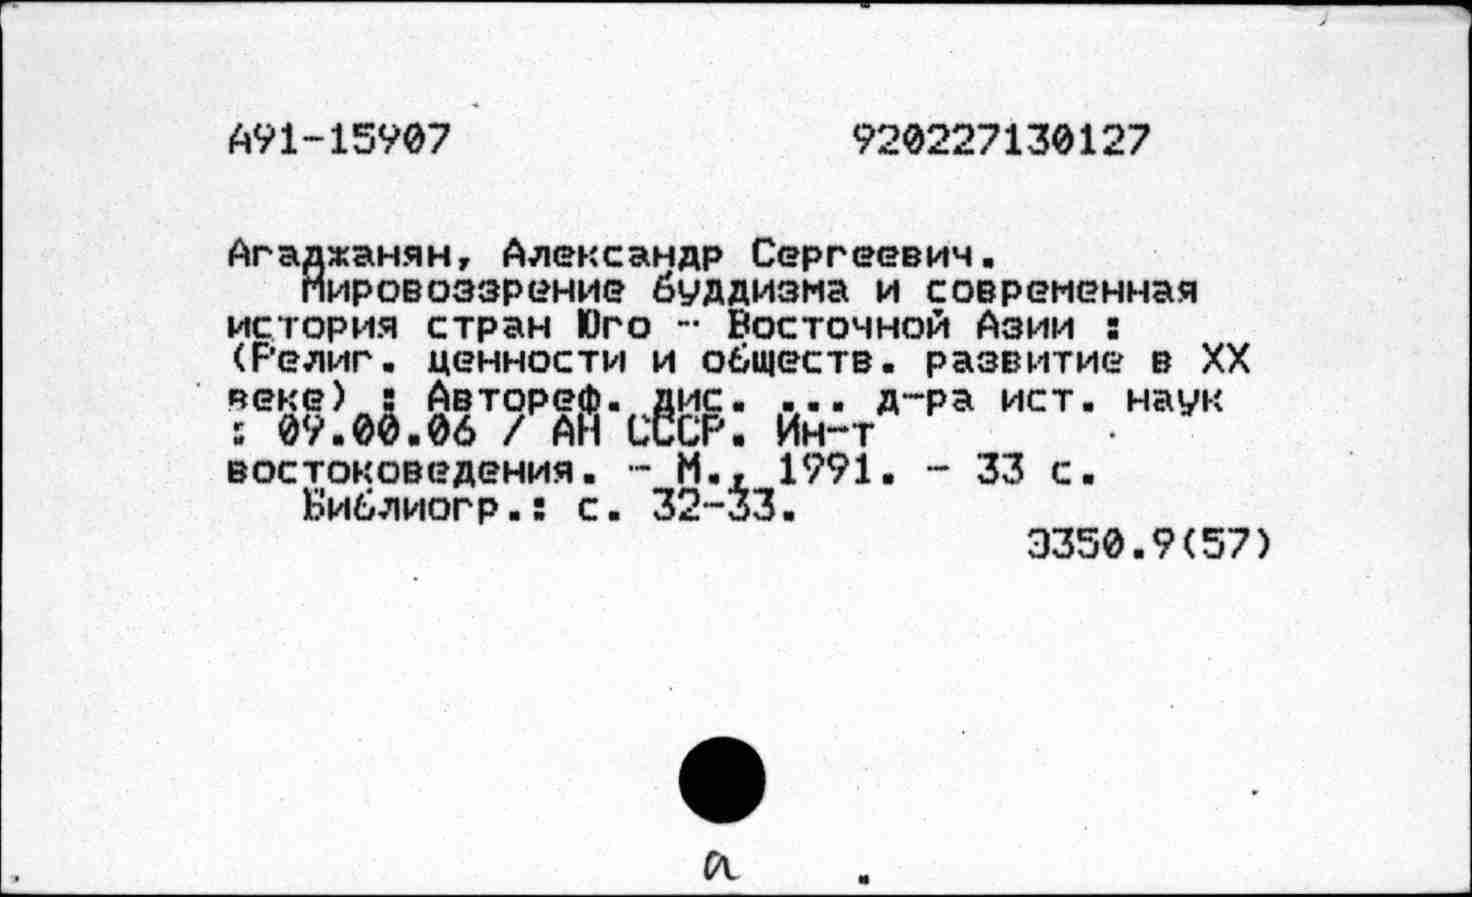 А91-15907 920227130127
Агаджанян, Александр Сергеевич.
Мировоззрение буддизма и современная
история стран Юго - Восточной Азии :
(Религ. ценности и обществ. развитие в XX
веке) : Автореф. дис. ... д-ра ист. наук
: 09.00.06 / АН СССР. Ин-т
востоковедения. - М., 1991. - 33 с.
Библиогр.: с. 32-33.
Э350.9(57)
а